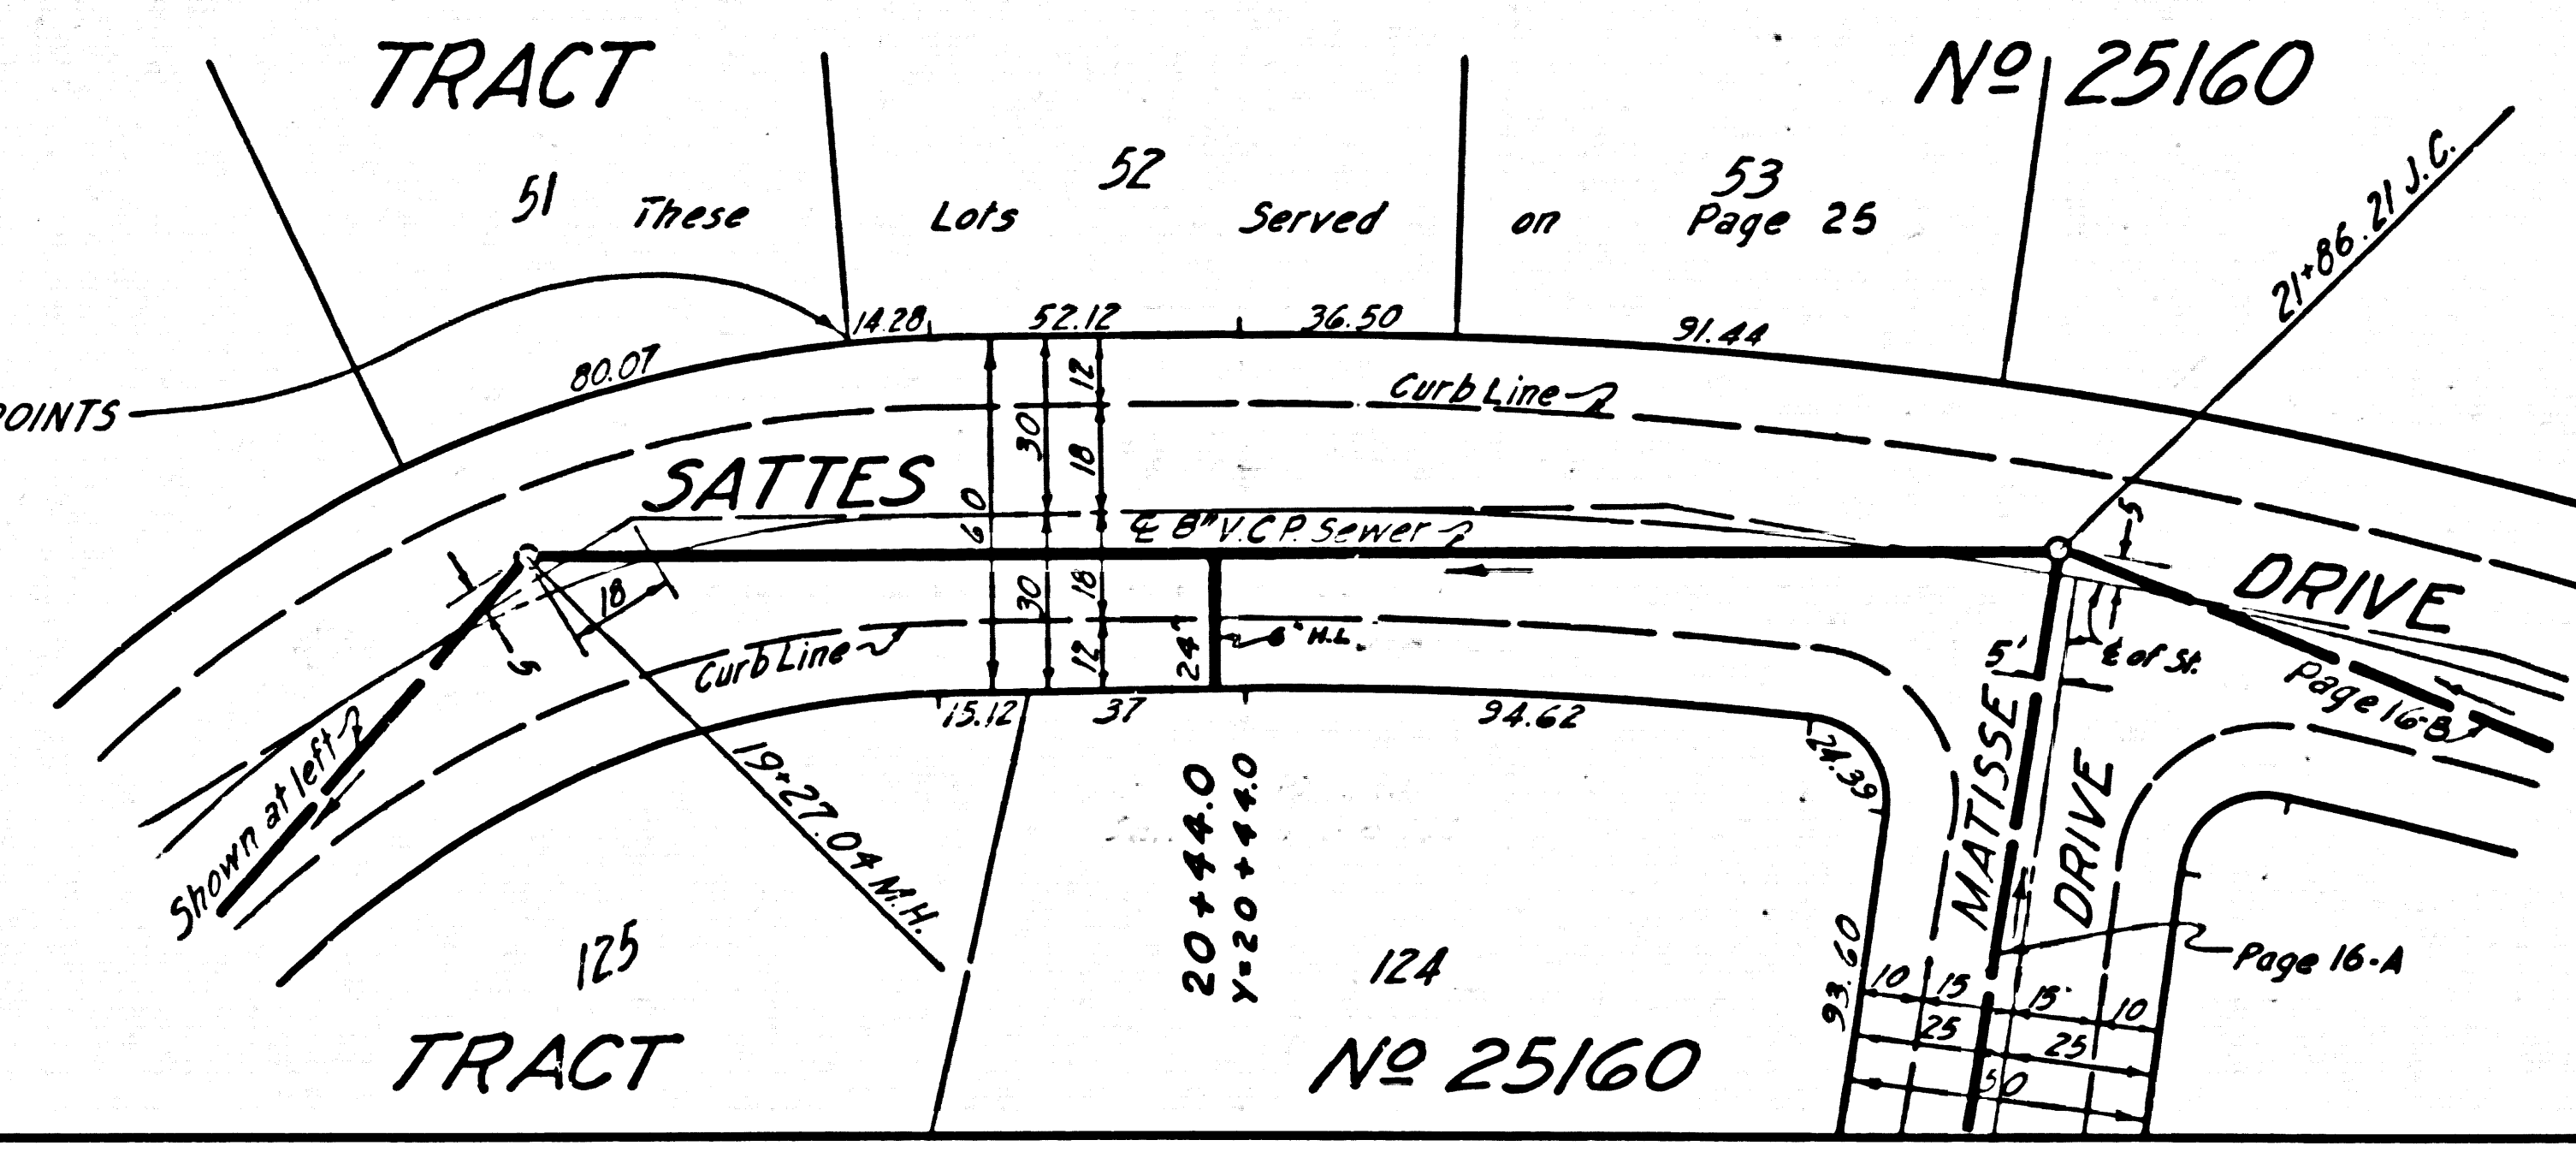 TRACT
Nº 25160
51
52
53
These Lots Served on Page 25
21+86.21 J.C.
14.28
52.12
36.50
91.44
80.07
POINTS
Curb Line
12
30
18
60
SATTES
DRIVE
℄ 8" V.C.P. Sewer
5
18
5
30
18
12
24'
6" H.L.
Curb Line
5'
℄ of St.
Page 16-B
Shown at left
19+27.04 M.H.
15.12
37
94.62
24.39
20+44.0
Y=20+44.0
MATISSE
DRIVE
125
124
93.60
Page 16-A
10
15
15
10
25
25
50
TRACT
Nº 25160